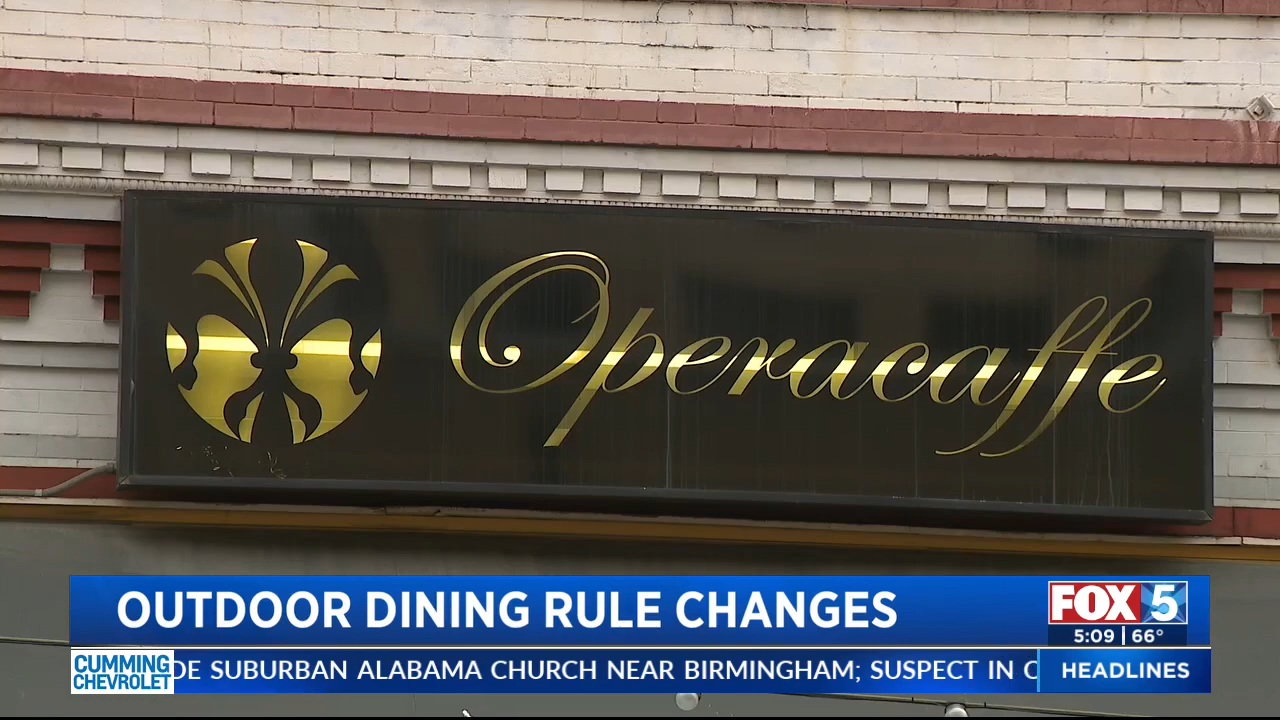 Operacaffe
OUTDOOR DINING RULE CHANGES
FOX 5
5:09 | 66°
CUMMING
CHEVROLET
DE SUBURBAN ALABAMA CHURCH NEAR BIRMINGHAM; SUSPECT IN
HEADLINES